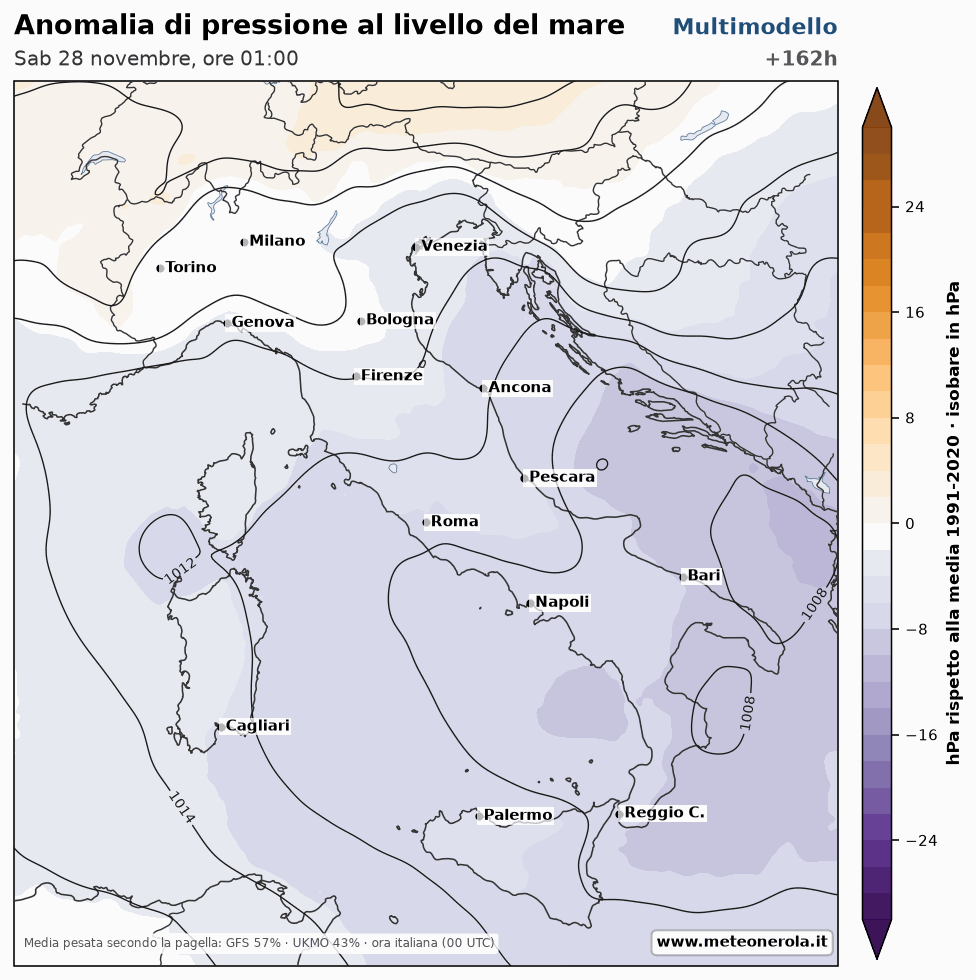 Anomalia di pressione al livello del mare
Multimodello
Sab 28 novembre, ore 01:00
+162h
Milano
Venezia
Torino
Genova
Bologna
Firenze
Ancona
Pescara
Roma
1012
Bari
Napoli
1008
Cagliari
1008
1014
Palermo
Reggio C.
Media pesata secondo la pagella: GFS 57% · UKMO 43% · ora italiana (00 UTC)
www.meteonerola.it
24
16
8
0
−8
−16
−24
hPa rispetto alla media 1991-2020 · isobare in hPa